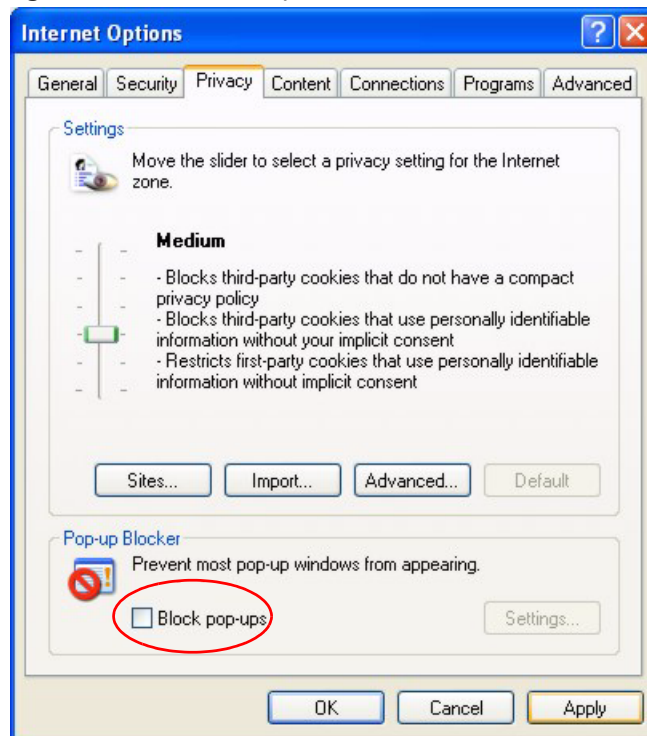 Internet Options
General Security Privacy Content Connections Programs Advanced
Settings
Move the slider to select a privacy setting for the Internet
zone.
Medium
- Blocks third-party cookies that do not have a compact
privacy policy
- Blocks third-party cookies that use personally identifiable
information without your implicit consent
- Restricts first-party cookies that use personally identifiable
information without implicit consent
Sites... Import... Advanced... Default
Pop-up Blocker
Prevent most pop-up windows from appearing.
Block pop-ups Settings...
OK Cancel Apply